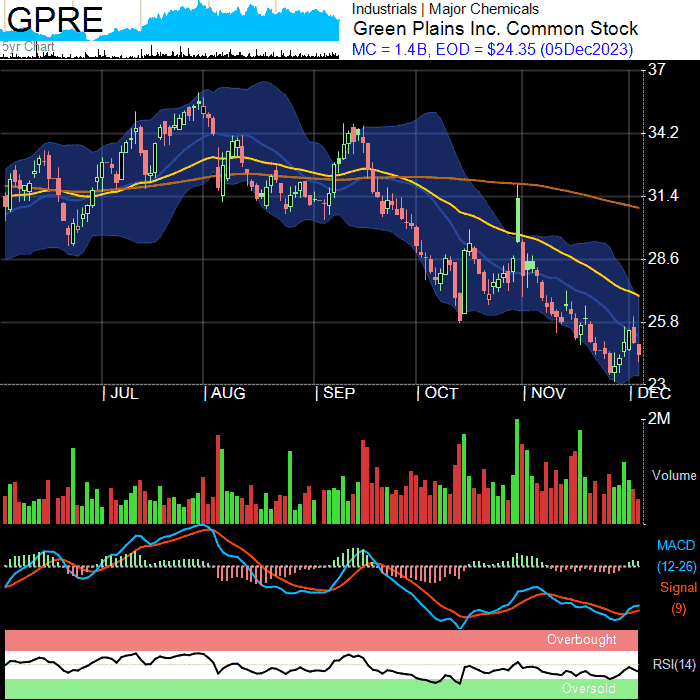 GPRE
5yr Chart
Industrials | Major Chemicals
Green Plains Inc. Common Stock
MC = 1.4B, EOD = $24.35 (05Dec2023)
37
34.2
31.4
28.6
25.8
23
JUL AUG SEP OCT NOV DEC
2M
Volume
MACD
(12-26)
Signal
(9)
Overbought
RSI(14)
Oversold